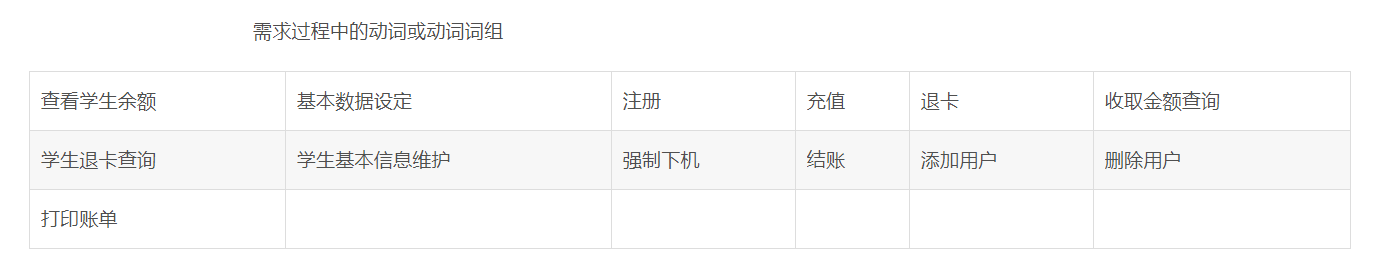 需求过程中的动词或动词词组
查看学生余额 基本数据设定 注册 充值 退卡 收取金额查询
学生退卡查询 学生基本信息维护 强制下机 结账 添加用户 删除用户
打印账单